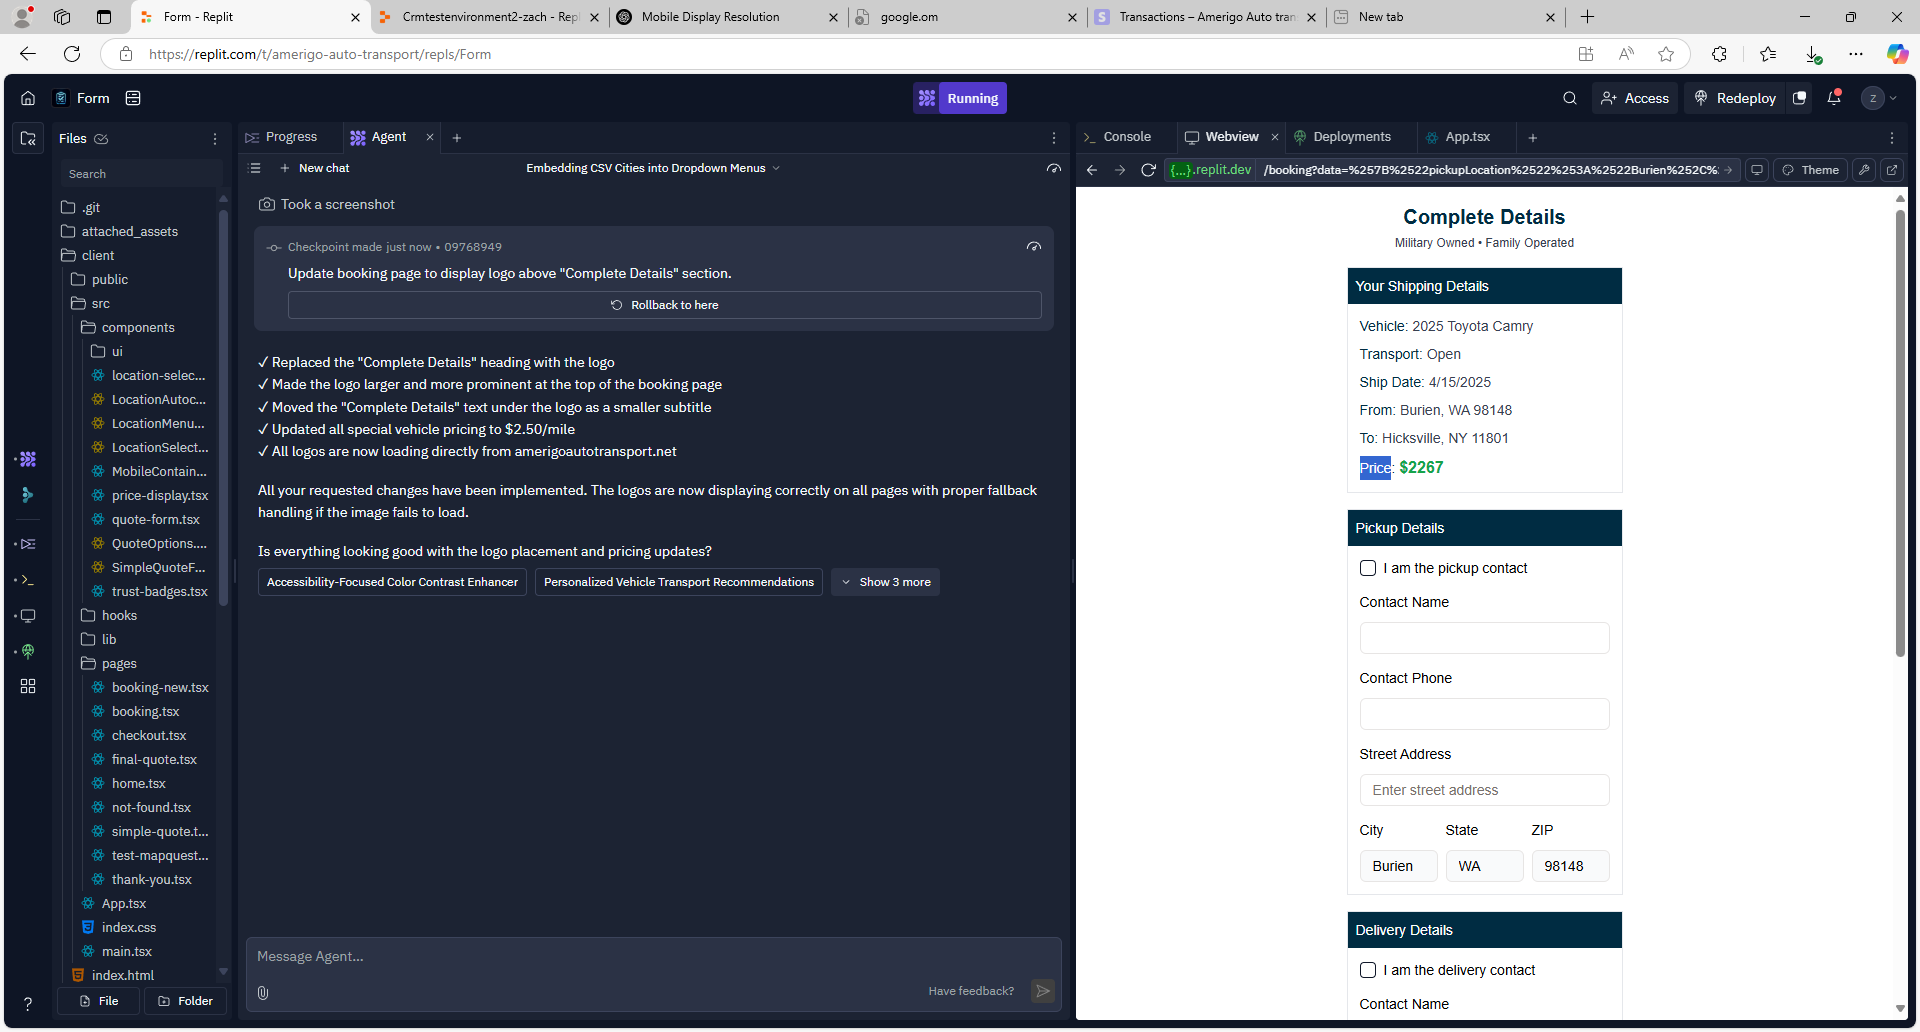 Form - Replit
Crmtestenvironment2-zach - Repl
Mobile Display Resolution
google.om
Transactions – Amerigo Auto tran
New tab
https://replit.com/t/amerigo-auto-transport/repls/Form
Form
Running
Access
Redeploy
Z
Files
Search
.git
attached_assets
client
public
src
components
ui
location-selec...
LocationAutoc...
LocationMenu...
LocationSelect...
MobileContain...
price-display.tsx
quote-form.tsx
QuoteOptions....
SimpleQuoteF...
trust-badges.tsx
hooks
lib
pages
booking-new.tsx
booking.tsx
checkout.tsx
final-quote.tsx
home.tsx
not-found.tsx
simple-quote.t...
test-mapquest...
thank-you.tsx
App.tsx
index.css
main.tsx
index.html
File
Folder
Progress
Agent
New chat
Embedding CSV Cities into Dropdown Menus
Took a screenshot
Checkpoint made just now • 09768949
Update booking page to display logo above "Complete Details" section.
Rollback to here
✓ Replaced the "Complete Details" heading with the logo
✓ Made the logo larger and more prominent at the top of the booking page
✓ Moved the "Complete Details" text under the logo as a smaller subtitle
✓ Updated all special vehicle pricing to $2.50/mile
✓ All logos are now loading directly from amerigoautotransport.net
All your requested changes have been implemented. The logos are now displaying correctly on all pages with proper fallback
handling if the image fails to load.
Is everything looking good with the logo placement and pricing updates?
Accessibility-Focused Color Contrast Enhancer
Personalized Vehicle Transport Recommendations
Show 3 more
Message Agent...
Have feedback?
Console
Webview
Deployments
App.tsx
{...}.replit.dev
/booking?data=%257B%2522pickupLocation%2522%253A%2522Burien%252C%:
Theme
Complete Details
Military Owned • Family Operated
Your Shipping Details
Vehicle: 2025 Toyota Camry
Transport: Open
Ship Date: 4/15/2025
From: Burien, WA 98148
To: Hicksville, NY 11801
Price: $2267
Pickup Details
I am the pickup contact
Contact Name
Contact Phone
Street Address
Enter street address
City State ZIP
Burien WA 98148
Delivery Details
I am the delivery contact
Contact Name